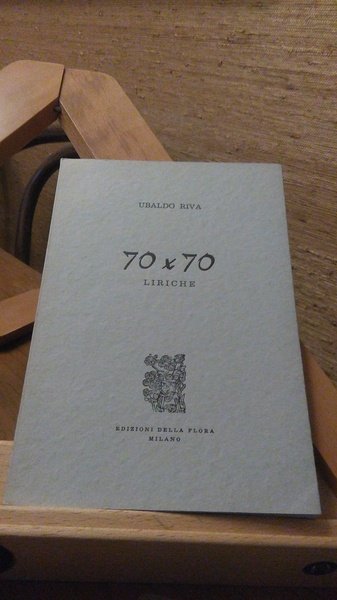 UBALDO RIVA
70 x 70
LIRICHE
EDIZIONI DELLA FLORA
MILANO